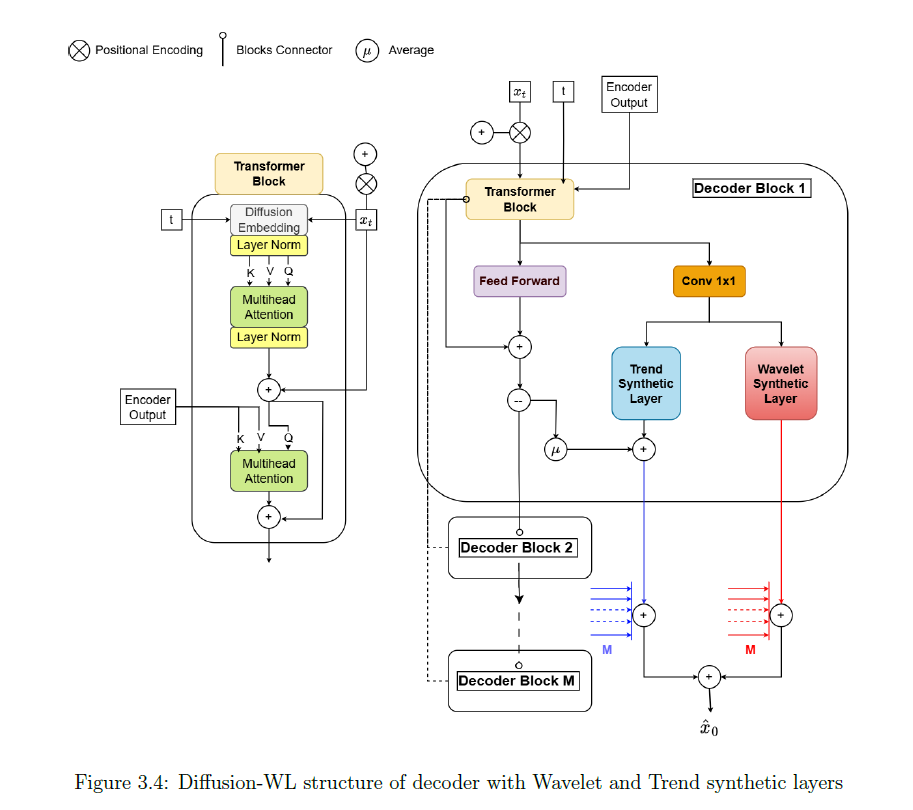 Positional Encoding
Blocks Connector
μ
Average
x_t
t
Encoder
Output
+
Transformer
Block
+
t
Diffusion
Embedding
x_t
Layer Norm
K
V
Q
Multihead
Attention
Layer Norm
+
Encoder
Output
K
V
Q
Multihead
Attention
+
Decoder Block 1
Transformer
Block
Feed Forward
Conv 1x1
+
Trend
Synthetic
Layer
Wavelet
Synthetic
Layer
--
μ
+
Decoder Block 2
+
+
M
M
Decoder Block M
+
x̂_0
Figure 3.4: Diffusion-WL structure of decoder with Wavelet and Trend synthetic layers